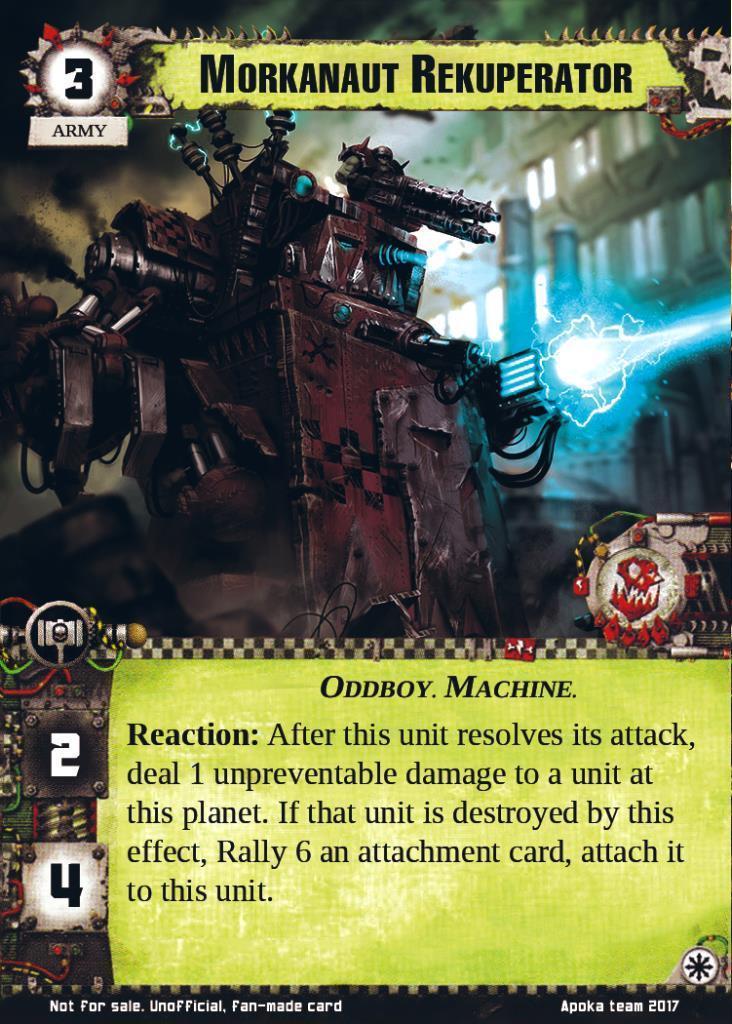 3
MORKANAUT REKUPERATOR
ARMY
ODDBOY. MACHINE.
2
4
Reaction: After this unit resolves its attack,
deal 1 unpreventable damage to a unit at
this planet. If that unit is destroyed by this
effect, Rally 6 an attachment card, attach it
to this unit.
Not for sale. Unofficial, fan-made card
Apoka team 2017